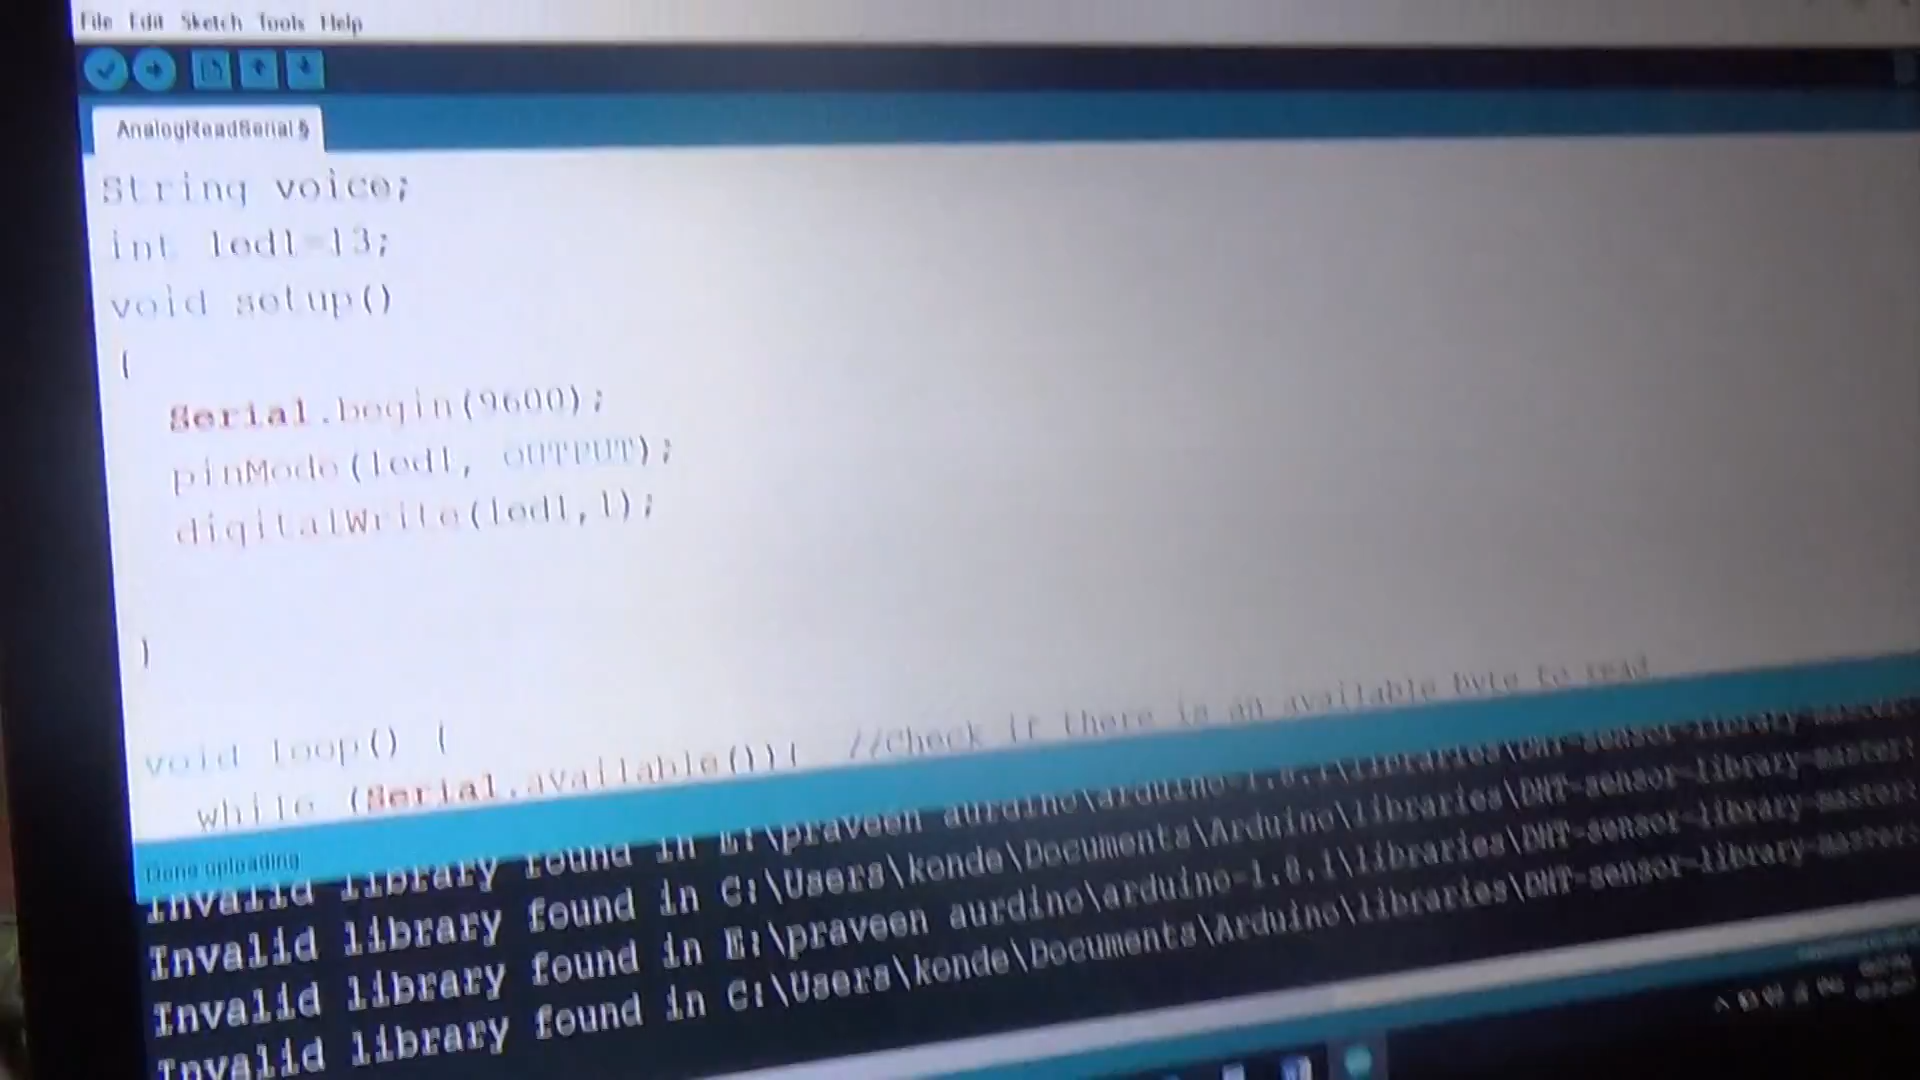 File Edit Sketch Tools Help
AnalogReadSerial §
String voice;
int led1=13;
void setup()
{
Serial.begin(9600);
pinMode(led1, OUTPUT);
digitalWrite(led1,1);
}
void loop() {
while (Serial.available()){ //Check if there is an available byte to read
Done uploading
Invalid library found in E:\praveen aurdino\arduino-1.8.1\libraries\DHT-sensor-library-master:
Invalid library found in C:\Users\konde\Documents\Arduino\libraries\DHT-sensor-library-master:
Invalid library found in E:\praveen aurdino\arduino-1.8.1\libraries\DHT-sensor-library-master:
Invalid library found in C:\Users\konde\Documents\Arduino\libraries\DHT-sensor-library-master: